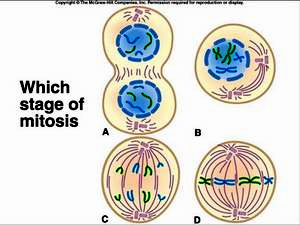 Copyright © The McGraw-Hill Companies, Inc. Permission required for reproduction or display.
Which
stage of
mitosis
A
B
C
D